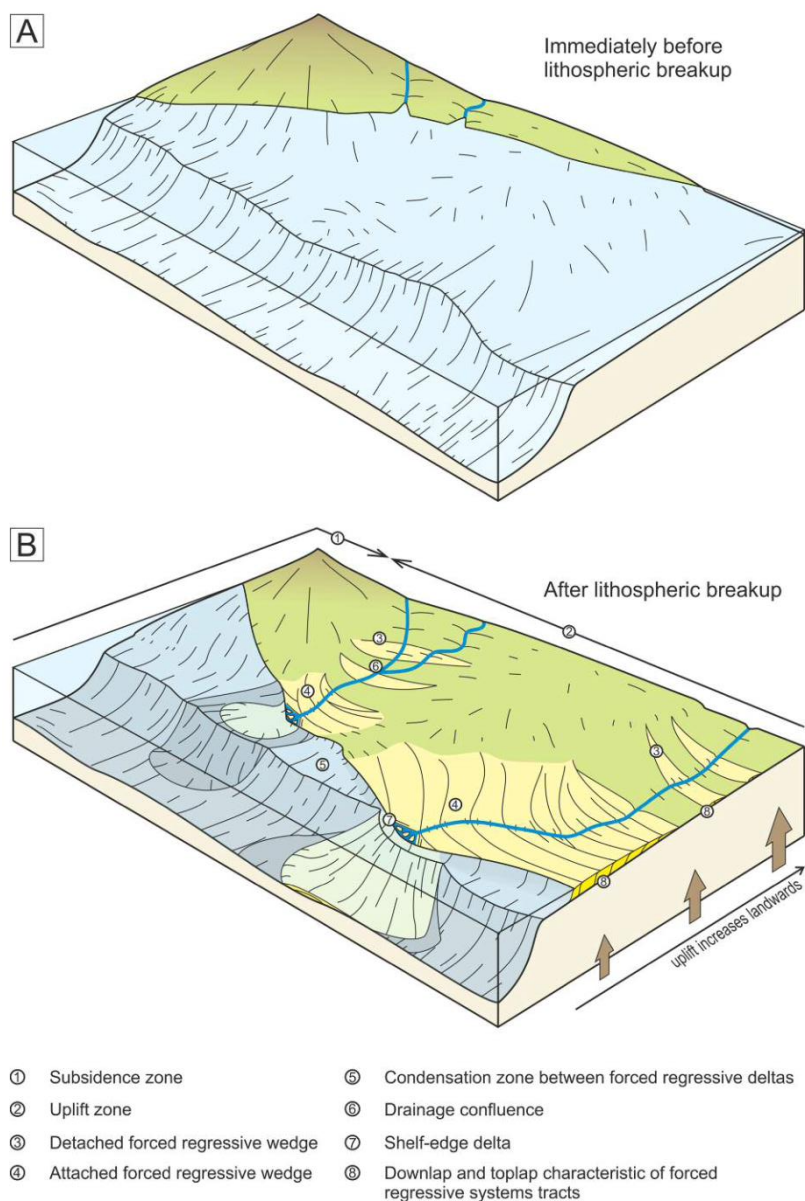 A
Immediately before
lithospheric breakup
B
①
After lithospheric breakup
②
③
⑥
④
③
⑤
④
⑦
⑧
⑧
uplift increases landwards
① Subsidence zone
② Uplift zone
③ Detached forced regressive wedge
④ Attached forced regressive wedge
⑤ Condensation zone between forced regressive deltas
⑥ Drainage confluence
⑦ Shelf-edge delta
⑧ Downlap and toplap characteristic of forced
regressive systems tracts